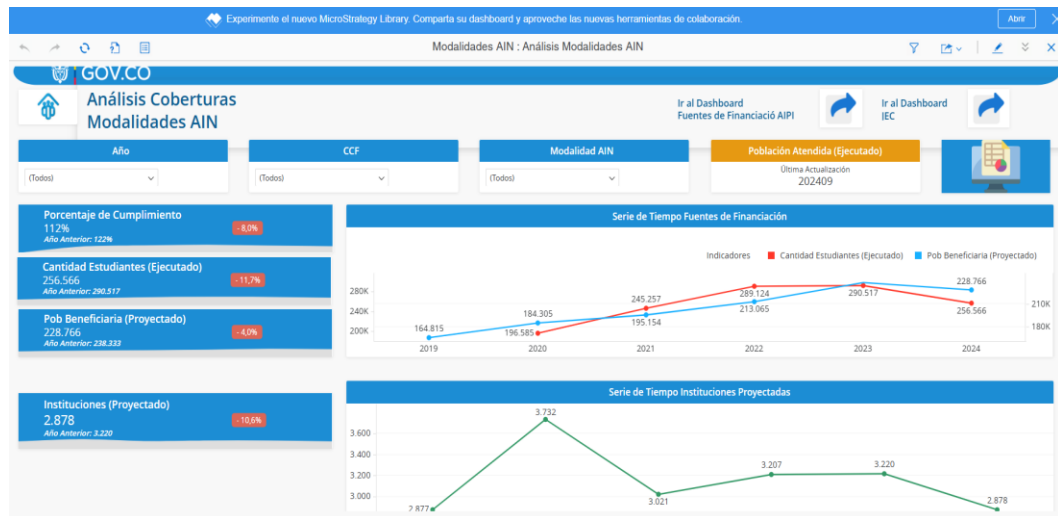 Experimente el nuevo MicroStrategy Library. Comparta su dashboard y aproveche las nuevas herramientas de colaboración.
Abrir
Modalidades AIN : Análisis Modalidades AIN
GOV.CO
Análisis Coberturas
Modalidades AIN
Ir al Dashboard
Fuentes de Financiació AIPI
Ir al Dashboard
IEC
Año
(Todos)
CCF
(Todos)
Modalidad AIN
(Todos)
Población Atendida (Ejecutado)
Última Actualización
202409
Porcentaje de Cumplimiento
112%
- 8,0%
Año Anterior: 122%
Cantidad Estudiantes (Ejecutado)
256.566
- 11,7%
Año Anterior: 290.517
Pob Beneficiaria (Proyectado)
228.766
- 4,0%
Año Anterior: 238.333
Serie de Tiempo Fuentes de Financiación
Indicadores Cantidad Estudiantes (Ejecutado) Pob Beneficiaria (Proyectado)
280K
240K
200K
210K
180K
164.815
184.305
196.585
245.257
195.154
289.124
213.065
290.517
228.766
256.566
2019 2020 2021 2022 2023 2024
Instituciones (Proyectado)
2.878
- 10,6%
Año Anterior: 3.220
Serie de Tiempo Instituciones Proyectadas
3.600
3.400
3.200
3.000
2.877
3.732
3.021
3.207
3.220
2.878